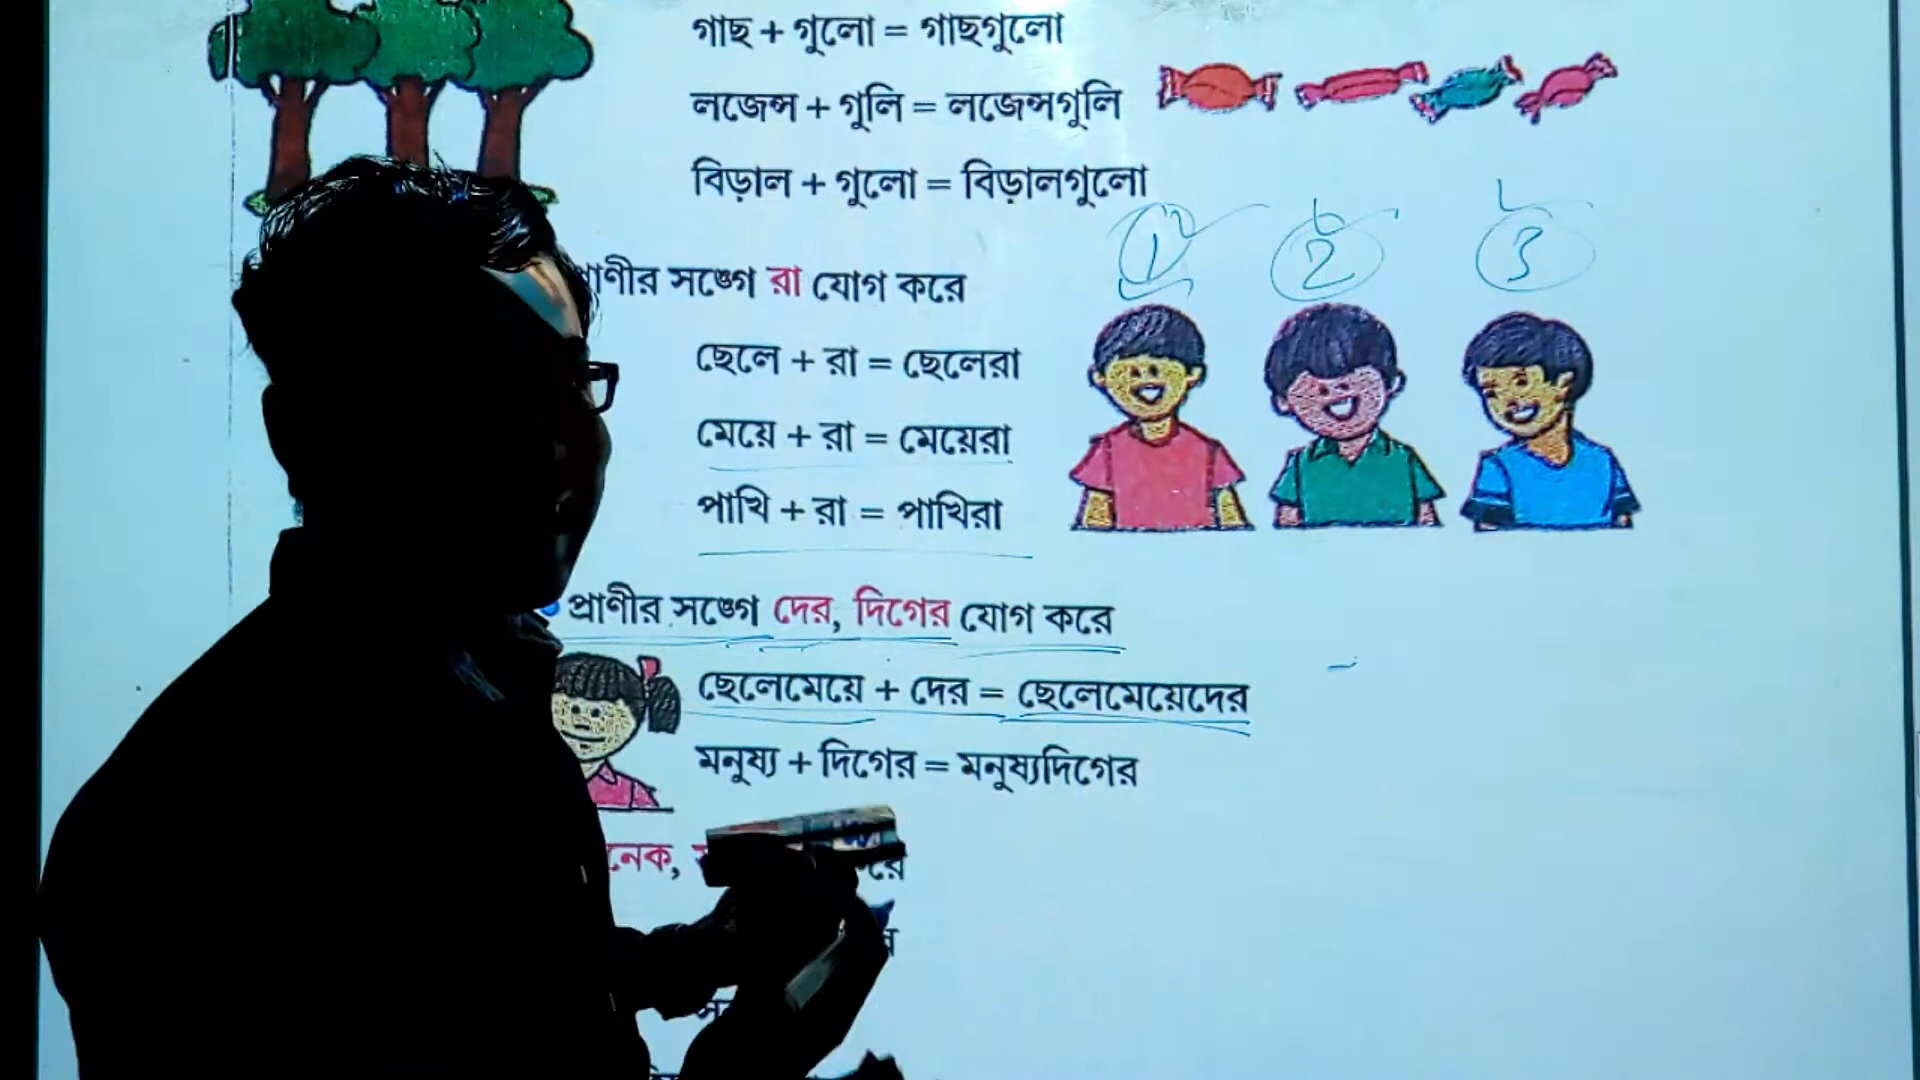 গাছ + গুলো = গাছগুলো
লজেন্স + গুলি = লজেন্সগুলি
বিড়াল + গুলো = বিড়ালগুলো
1 2 3
সঙ্গে রা যোগ করে
ছেলে + রা = ছেলেরা
মেয়ে + রা = মেয়েরা
পাখি + রা = পাখিরা
প্রাণীর সঙ্গে দের, দিগের যোগ করে
ছেলেমেয়ে + দের = ছেলেমেয়েদের
মনুষ্য + দিগের = মনুষ্যদিগের